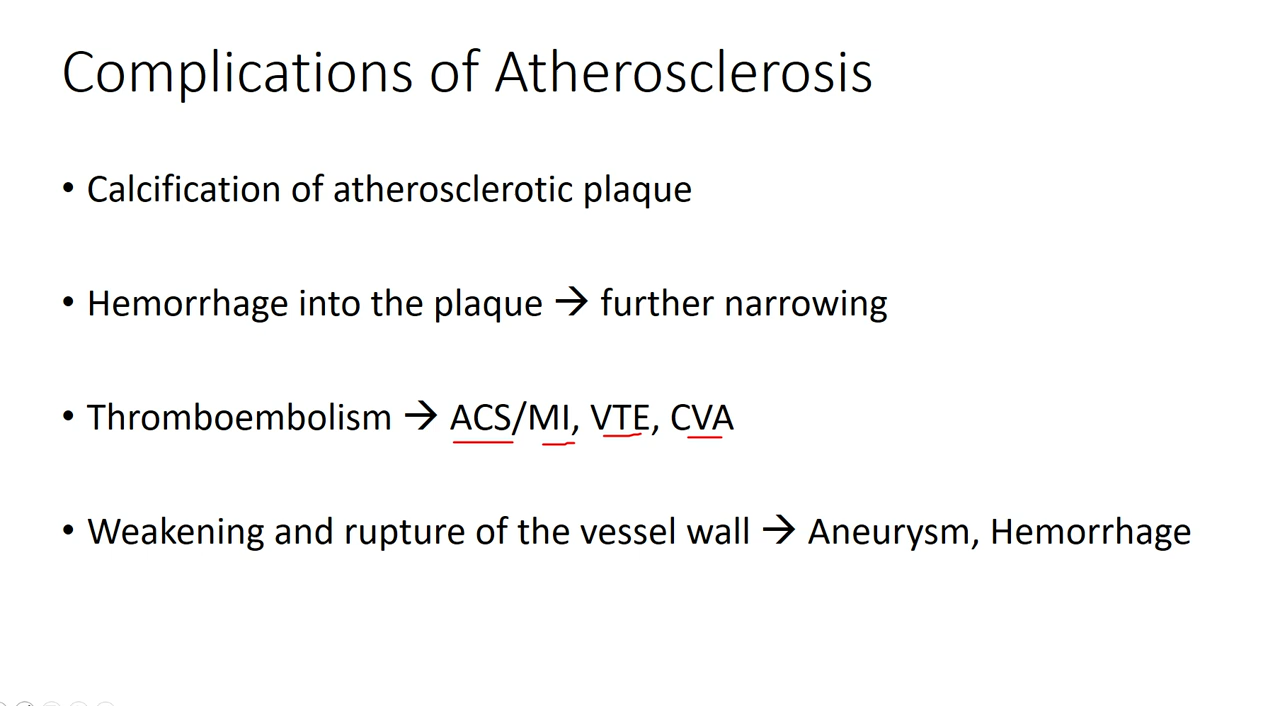 Complications of Atherosclerosis
• Calcification of atherosclerotic plaque
• Hemorrhage into the plaque → further narrowing
• Thromboembolism → ACS/MI, VTE, CVA
• Weakening and rupture of the vessel wall → Aneurysm, Hemorrhage